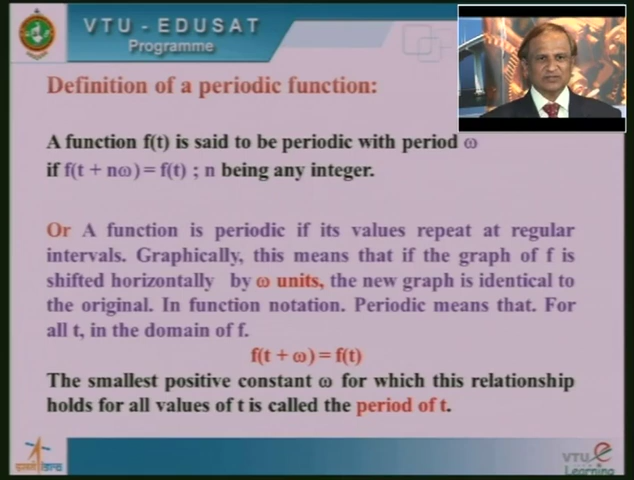 VTU - EDUSAT
Programme
Definition of a periodic function:
A function f(t) is said to be periodic with period ω
if f(t + nω) = f(t) ; n being any integer.
Or A function is periodic if its values repeat at regular
intervals. Graphically, this means that if the graph of f is
shifted horizontally by ω units, the new graph is identical to
the original. In function notation. Periodic means that. For
all t, in the domain of f.
f(t + ω) = f(t)
The smallest positive constant ω for which this relationship
holds for all values of t is called the period of t.
VTU e
Learning